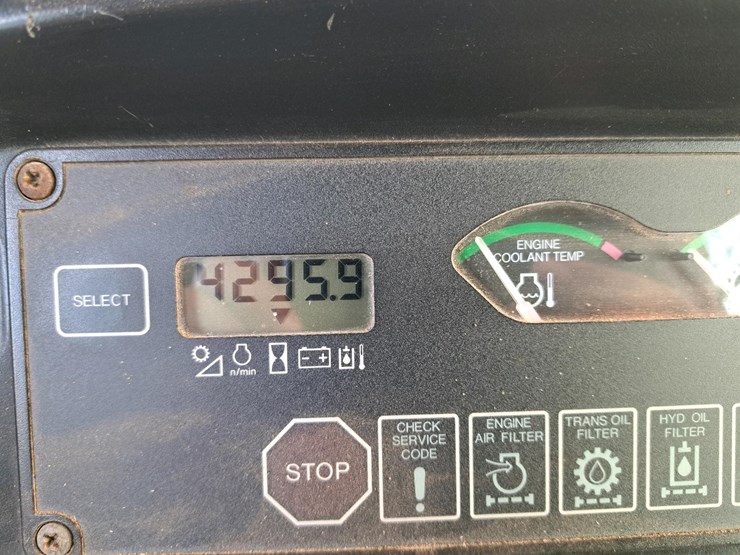 SELECT
4295.9
n/min
ENGINE
COOLANT TEMP
STOP
CHECK
SERVICE
CODE
!
ENGINE
AIR FILTER
TRANS OIL
FILTER
HYD OIL
FILTER